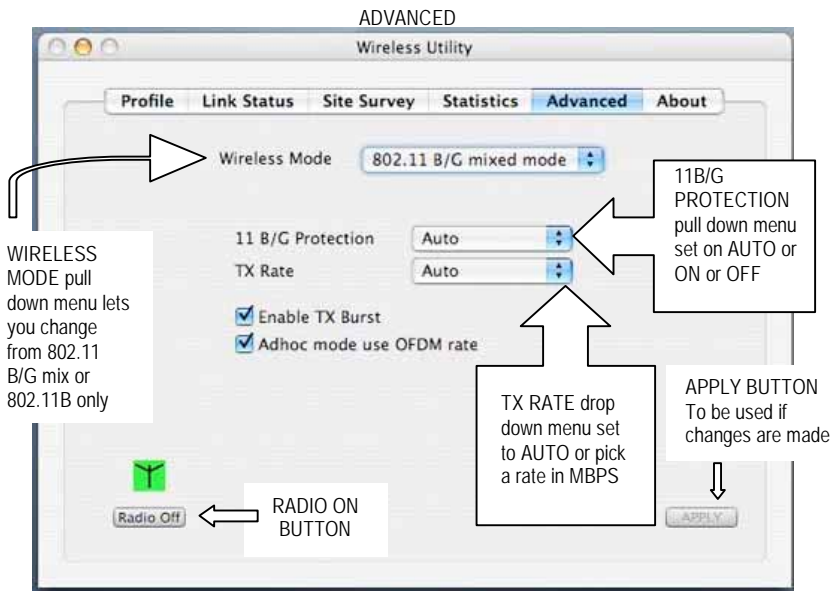 ADVANCED
Wireless Utility
Profile Link Status Site Survey Statistics Advanced About
Wireless Mode 802.11 B/G mixed mode
11B/G
PROTECTION
pull down menu
set on AUTO or
ON or OFF
11 B/G Protection Auto
TX Rate Auto
WIRELESS
MODE pull
down menu lets
you change
from 802.11
B/G mix or
802.11B only
Enable TX Burst
Adhoc mode use OFDM rate
TX RATE drop
down menu set
to AUTO or pick
a rate in MBPS
APPLY BUTTON
To be used if
changes are made
Radio Off
RADIO ON
BUTTON
APPLY